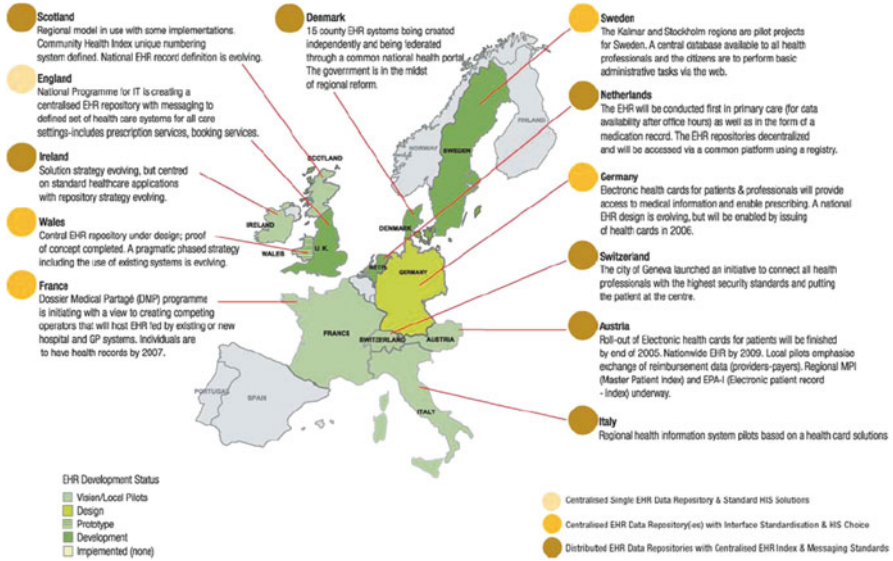 Scotland
Regional model in use with some implementations.
Community Health Index unique numbering
system defined. National EHR record definition is evolving.
England
National Programme for IT is creating a
centralised EHR repository with messaging to
defined set of health care systems for all care
settings-includes prescription services, booking services.
Ireland
Solution strategy evolving, but centred
on standard healthcare applications
with repository strategy evolving.
Wales
Central EHR repository under design; proof
of concept completed. A pragmatic phased strategy
including the use of existing systems is evolving.
France
Dossier Medical Partagé (DMP) programme
is initiating with a view to creating competing
operators that will host EHR fed by existing or new
hospital and GP systems. Individuals are
to have health records by 2007.
Denmark
15 county EHR systems being created
independently and being federated
through a common national health portal.
The government is in the midst
of regional reform.
Sweden
The Kalmar and Stockholm regions are pilot projects
for Sweden. A central database available to all health
professionals and the citizens are to perform basic
administrative tasks via the web.
Netherlands
The EHR will be conducted first in primary care (for data
availability after office hours) as well as in the form of a
medication record. The EHR repositories decentralized
and will be accessed via a common platform using a registry.
Germany
Electronic health cards for patients & professionals will provide
access to medical information and enable prescribing. A national
EHR design is evolving, but will be enabled by issuing
of health cards in 2006.
Switzerland
The city of Geneva launched an initiative to connect all health
professionals with the highest security standards and putting
the patient at the centre.
Austria
Roll-out of Electronic health cards for patients will be finished
by end of 2005. Nationwide EHR by 2009. Local pilots emphasise
exchange of reimbursement data (providers-payers). Regional MPI
(Master Patient Index) and EPA-I (Electronic patient record
- index) underway.
Italy
Regional health information system pilots based on a health card solutions
FINLAND
NORWAY
SWEDEN
SCOTLAND
IRELAND
DENMARK
WALES
U.K.
NETH.
GERMANY
FRANCE
SWITZERLAND
AUSTRIA
PORTUGAL
SPAIN
ITALY
EHR Development Status
Vision/Local Pilots
Design
Prototype
Development
Implemented (none)
Centralised Single EHR Data Repository & Standard HIS Solutions
Centralised EHR Data Repository(es) with Interface Standardisation & HIS Choice
Distributed EHR Data Repositories with Centralised EHR Index & Messaging Standards